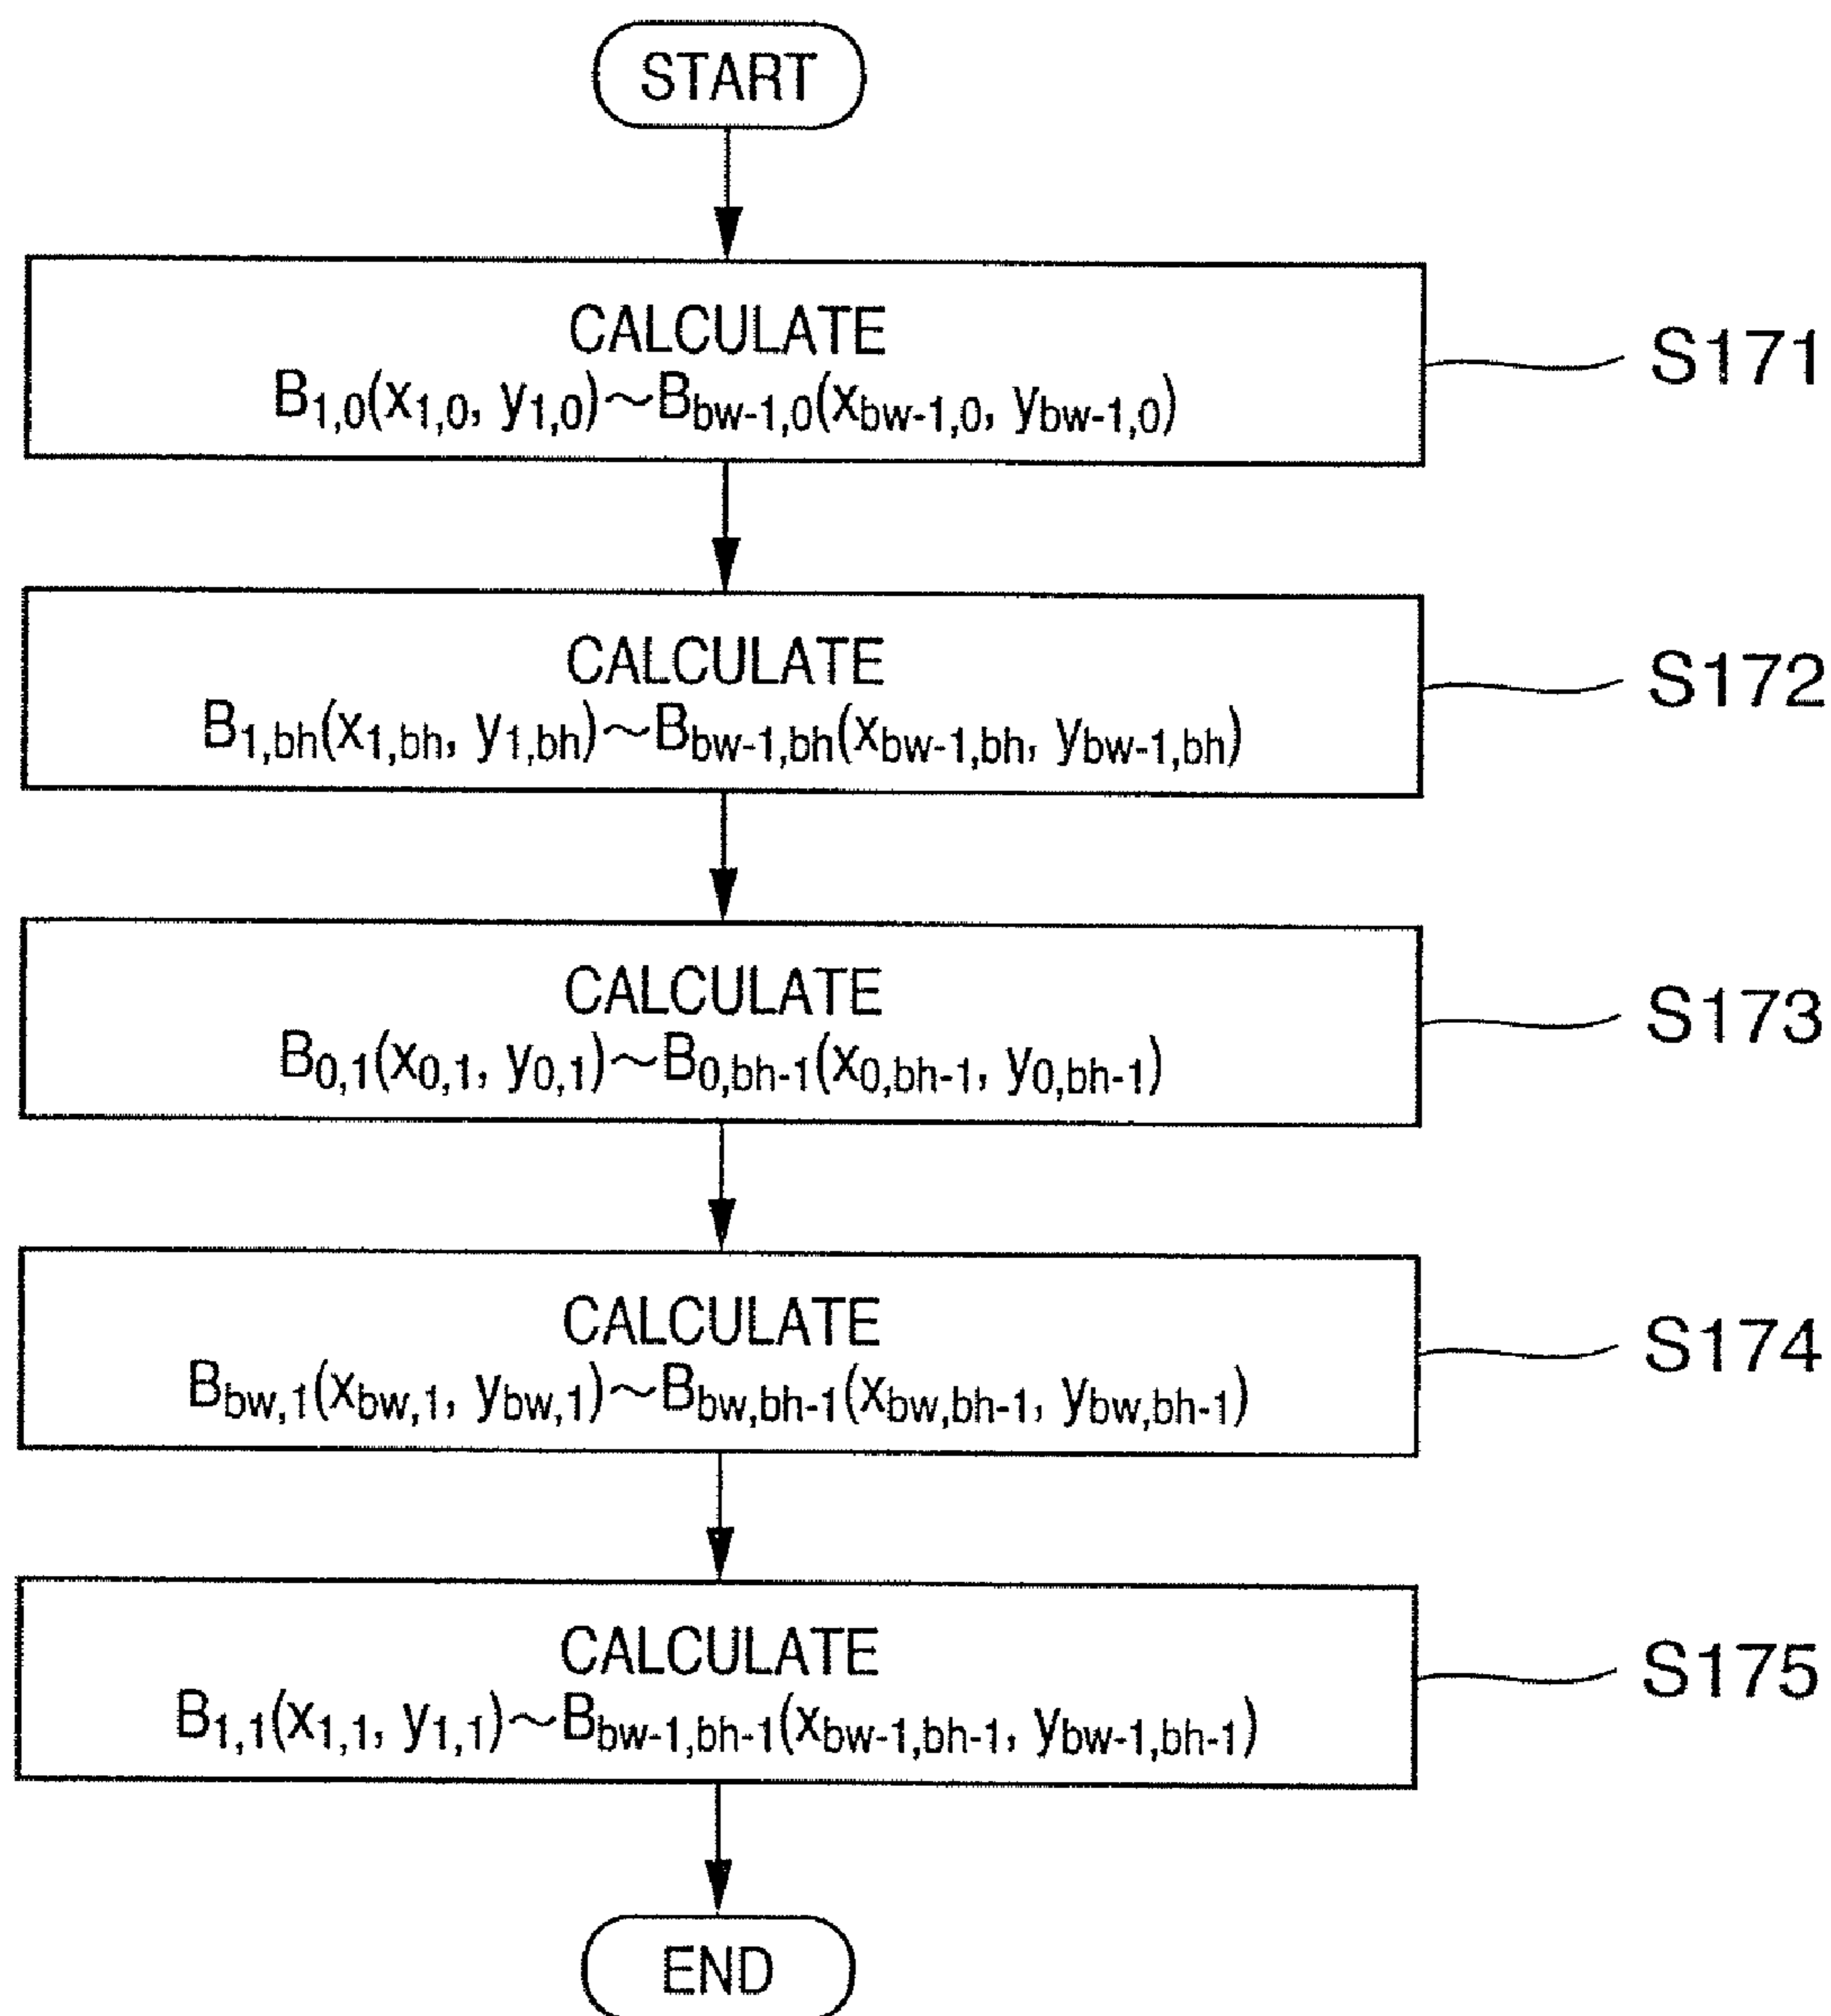 START
CALCULATE
B1,0(x1,0, y1,0)~Bbw-1,0(xbw-1,0, ybw-1,0)
S171
CALCULATE
B1,bh(x1,bh, y1,bh)~Bbw-1,bh(xbw-1,bh, ybw-1,bh)
S172
CALCULATE
B0,1(x0,1, y0,1)~B0,bh-1(x0,bh-1, y0,bh-1)
S173
CALCULATE
Bbw,1(xbw,1, ybw,1)~Bbw,bh-1(xbw,bh-1, ybw,bh-1)
S174
CALCULATE
B1,1(x1,1, y1,1)~Bbw-1,bh-1(xbw-1,bh-1, ybw-1,bh-1)
S175
END